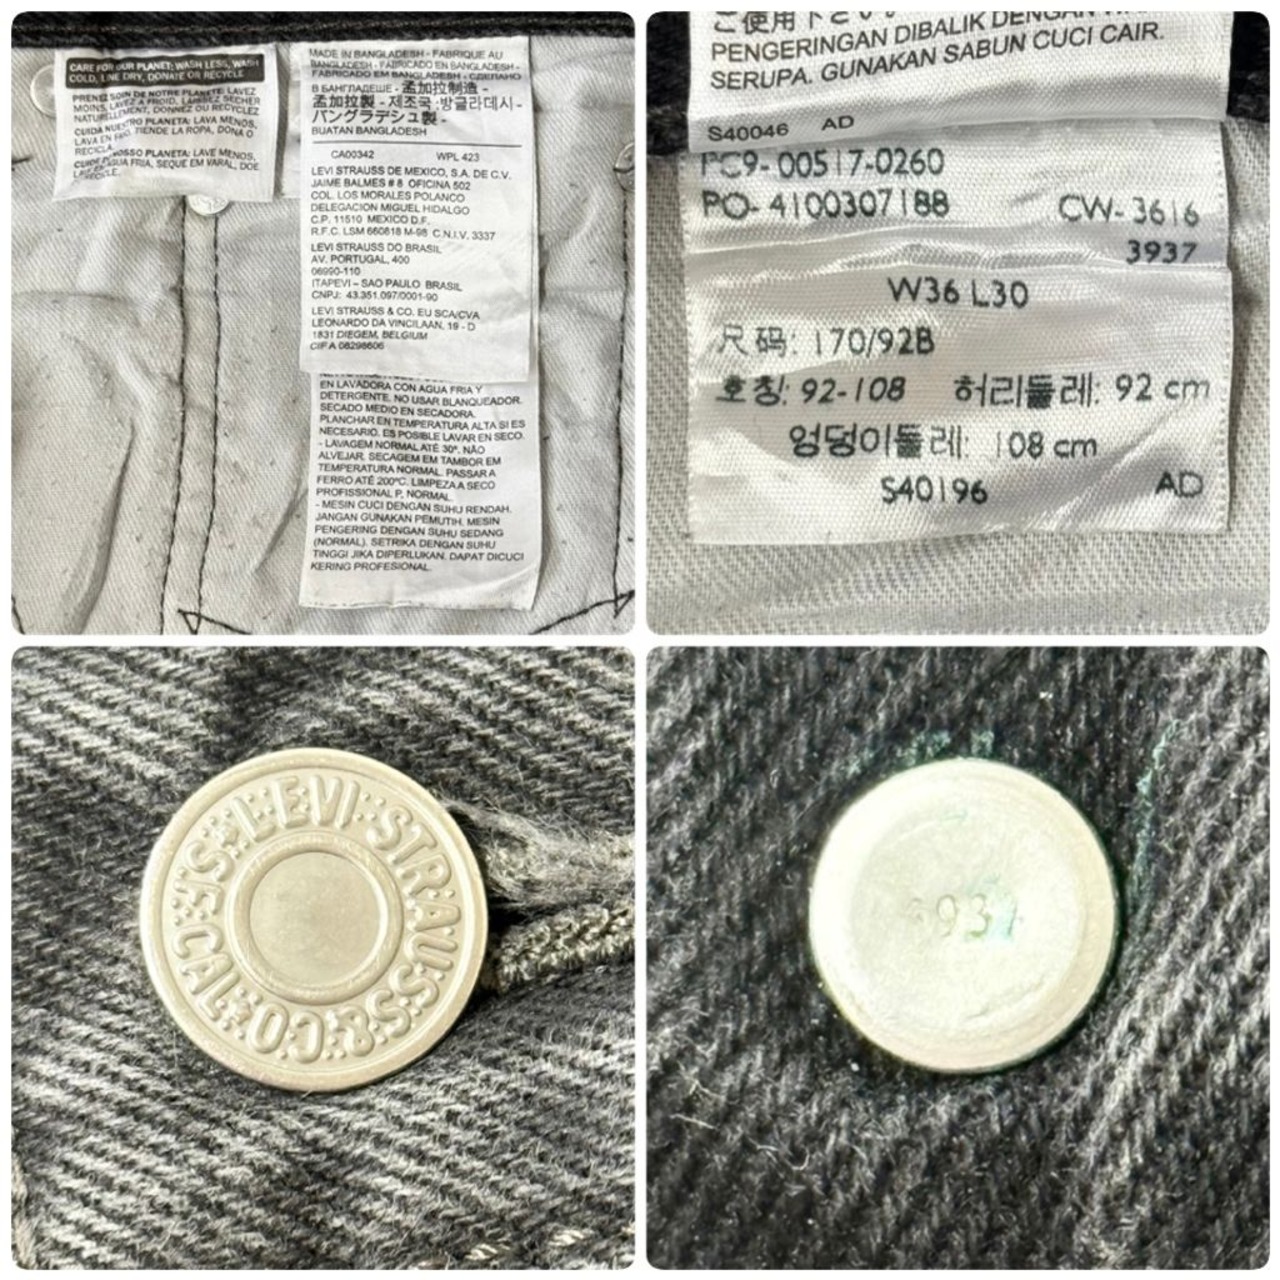 CARE FOR OUR PLANET: WASH LESS, WASH
COLD, LINE DRY, DONATE OR RECYCLE
PRENEZ SOIN DE NOTRE PLANETE: LAVEZ
MOINS, LAVEZ A FROID, LAISSEZ SECHER
NATURELLEMENT, DONNEZ OU RECYCLEZ
CUIDA NUESTRO PLANETA: LAVA MENOS,
LAVA EN FRIO, TIENDE LA ROPA, DONA O
RECICLA.
CUIDE NOSSO PLANETA: LAVE MENOS,
LAVE EM AGUA FRIA, SEQUE EM VARAL, DOE
MADE IN BANGLADESH - FABRIQUE AU
BANGLADESH - FABRICADO EN BANGLADESH -
FABRICADO EM BANGLADESH - СДЕЛАНО
В БАНГЛАДЕШЕ - 孟加拉制造 -
孟加拉製 - 제조국 :방글라데시 -
バングラデシュ製 -
BUATAN BANGLADESH
CA00342 WPL 423
LEVI STRAUSS DE MEXICO, S.A. DE C.V.
JAIME BALMES # 8 OFICINA 502
COL. LOS MORALES POLANCO
DELEGACION MIGUEL HIDALGO
C.P. 11510 MEXICO D.F.
R.F.C. LSM 660618 M-98 C.N.I.V. 3337
LEVI STRAUSS DO BRASIL
AV. PORTUGAL, 400
06690-110
ITAPEVI – SAO PAULO BRASIL
CNPJ: 43.351.097/0001-90
LEVI STRAUSS & CO. EU SCA/CVA
LEONARDO DA VINCILAAN, 19 - D
1831 DIEGEM, BELGIUM
CIF A 08298606
EN LAVADORA CON AGUA FRIA Y
DETERGENTE. NO USAR BLANQUEADOR.
SECADO MEDIO EN SECADORA.
PLANCHAR EN TEMPERATURA ALTA SI ES
NECESARIO. ES POSIBLE LAVAR EN SECO.
- LAVAGEM NORMAL ATÉ 30°. NÃO
ALVEJAR. SECAGEM EM TAMBOR EM
TEMPERATURA NORMAL. PASSAR A
FERRO ATÉ 200°C. LIMPEZA A SECO
PROFISSIONAL P, NORMAL.
- MESIN CUCI DENGAN SUHU RENDAH.
JANGAN GUNAKAN PEMUTIH. MESIN
PENGERING DENGAN SUHU SEDANG
(NORMAL). SETRIKA DENGAN SUHU
TINGGI JIKA DIPERLUKAN. DAPAT DICUCI
KERING PROFESIONAL.
ご使用下さい。
PENGERINGAN DIBALIK DENGAN
SERUPA. GUNAKAN SABUN CUCI CAIR.
S40046 AD
PC9-00517-0260
PO-4100307188 CW-3616
3937
W36 L30
尺码: 170/92B
호칭: 92-108 허리둘레: 92 cm
엉덩이둘레: 108 cm
S40196 AD
LEVI STRAUSS & CO. S.F. CAL